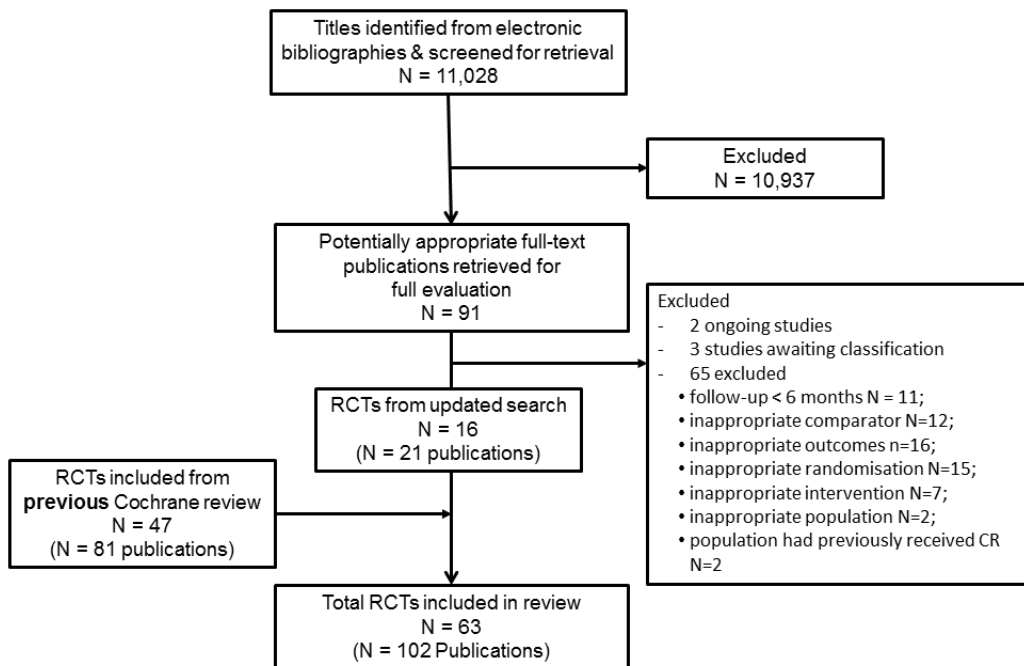 Titles identified from electronic
bibliographies & screened for retrieval
N = 11,028
Excluded
N = 10,937
Potentially appropriate full-text
publications retrieved for
full evaluation
N = 91
Excluded
- 2 ongoing studies
- 3 studies awaiting classification
- 65 excluded
• follow-up < 6 months N = 11;
• inappropriate comparator N=12;
• inappropriate outcomes n=16;
• inappropriate randomisation N=15;
• inappropriate intervention N=7;
• inappropriate population N=2;
• population had previously received CR
N=2
RCTs from updated search
N = 16
(N = 21 publications)
RCTs included from
previous Cochrane review
N = 47
(N = 81 publications)
Total RCTs included in review
N = 63
(N = 102 Publications)